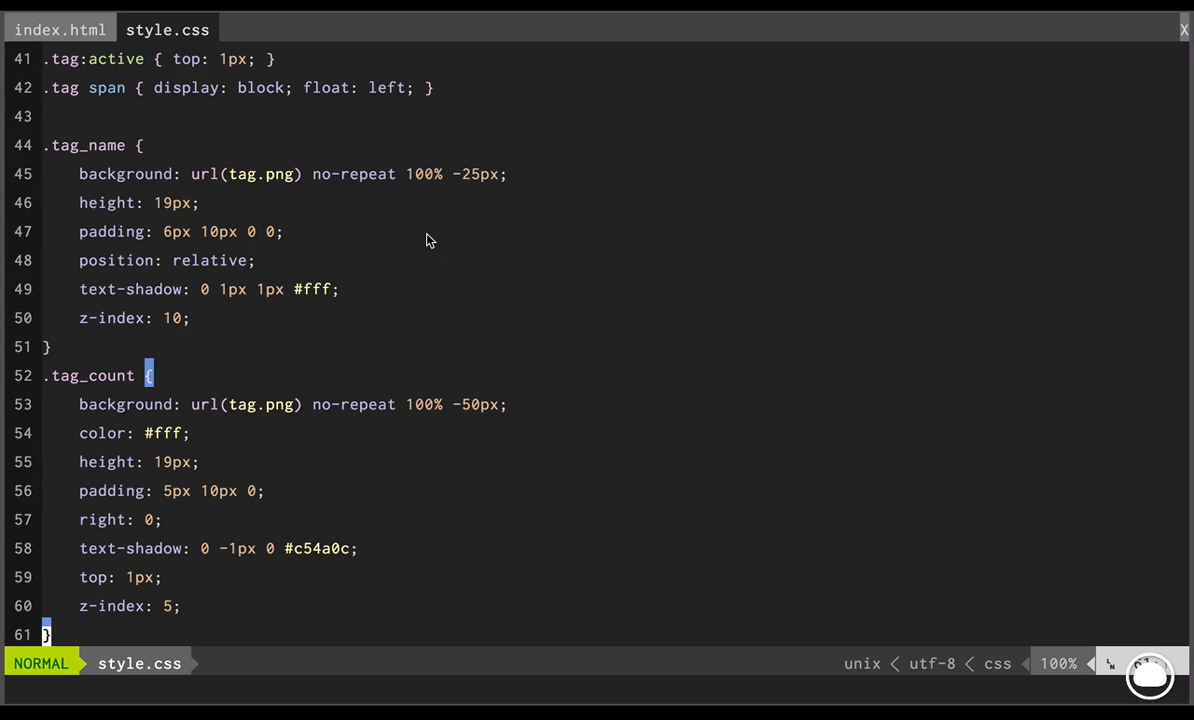 index.html style.css X
41 .tag:active { top: 1px; }
42 .tag span { display: block; float: left; }
43
44 .tag_name {
45 background: url(tag.png) no-repeat 100% -25px;
46 height: 19px;
47 padding: 6px 10px 0 0;
48 position: relative;
49 text-shadow: 0 1px 1px #fff;
50 z-index: 10;
51 }
52 .tag_count {
53 background: url(tag.png) no-repeat 100% -50px;
54 color: #fff;
55 height: 19px;
56 padding: 5px 10px 0;
57 right: 0;
58 text-shadow: 0 -1px 0 #c54a0c;
59 top: 1px;
60 z-index: 5;
61 }
NORMAL style.css unix < utf-8 < css 100%